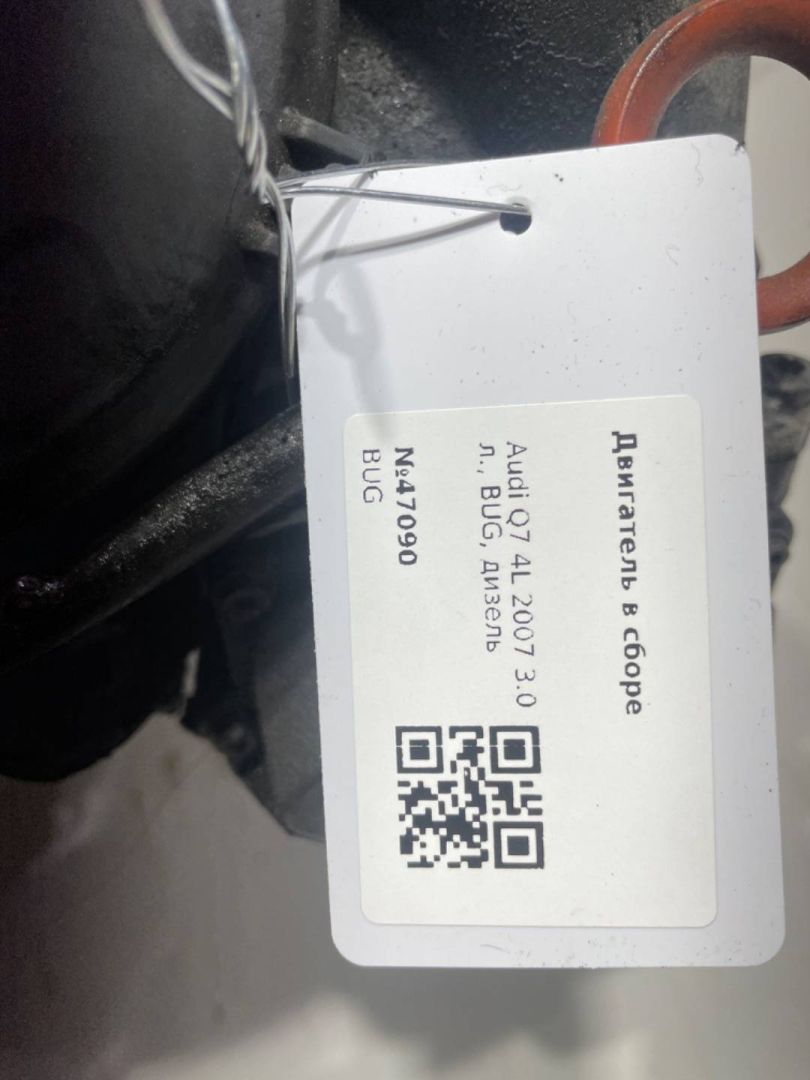 Двигатель в сборе
Audi Q7 4L 2007 3.0
л., BUG, дизель
№47090
BUG